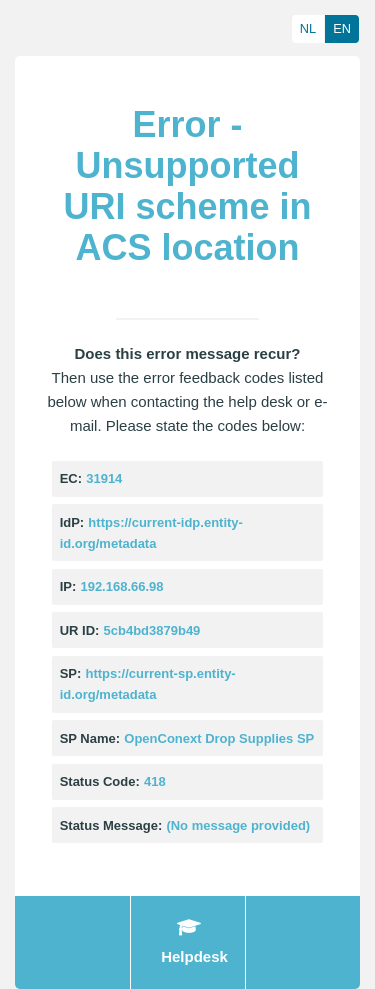 NL EN
Error -
Unsupported
URI scheme in
ACS location
Does this error message recur?
Then use the error feedback codes listed
below when contacting the help desk or e-
mail. Please state the codes below:
EC: 31914
IdP: https://current-idp.entity-
id.org/metadata
IP: 192.168.66.98
UR ID: 5cb4bd3879b49
SP: https://current-sp.entity-
id.org/metadata
SP Name: OpenConext Drop Supplies SP
Status Code: 418
Status Message: (No message provided)
Helpdesk